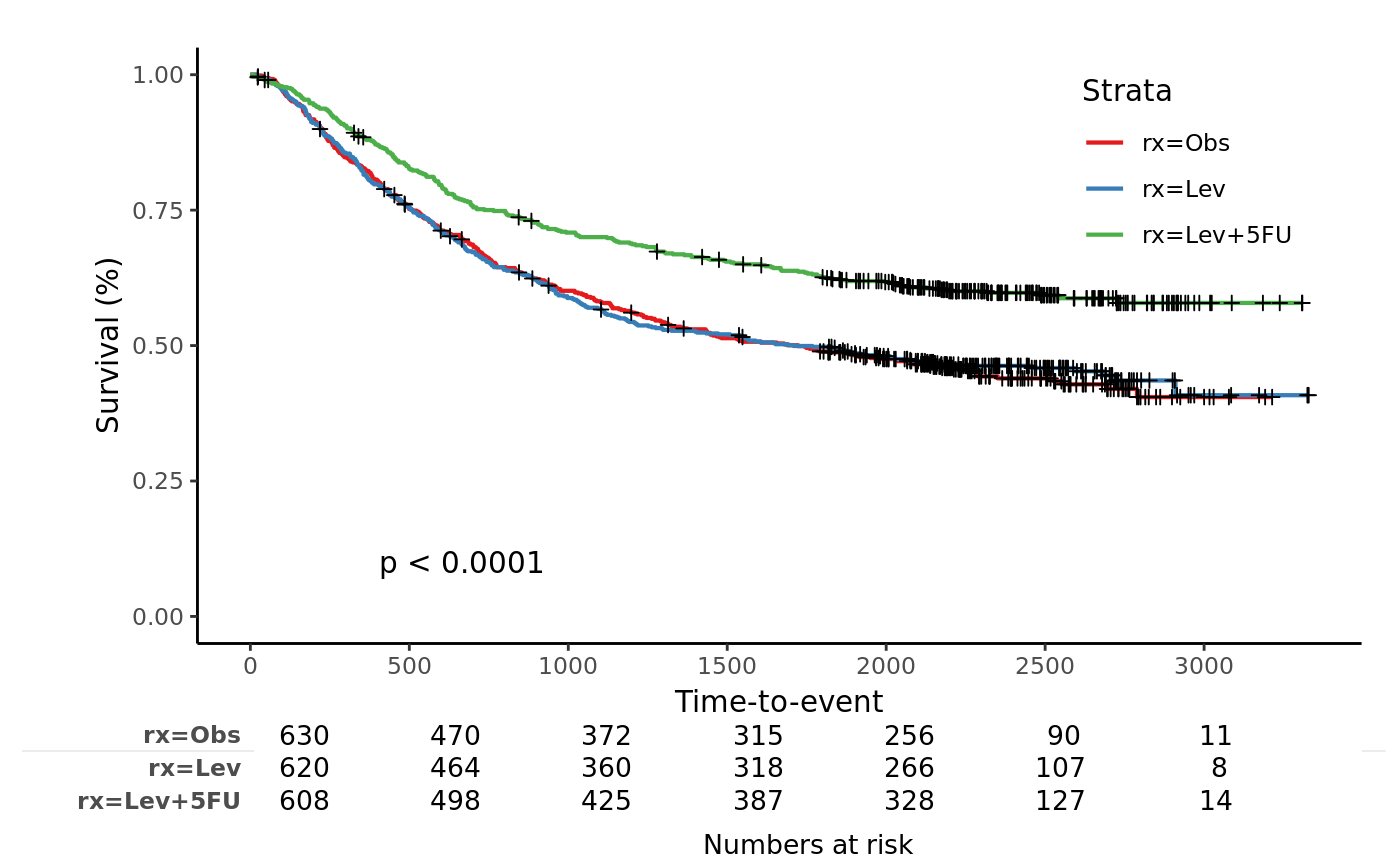 Strata
rx=Obs
rx=Lev
rx=Lev+5FU
Survival (%)
1.00
0.75
0.50
0.25
0.00
p < 0.0001
0 500 1000 1500 2000 2500 3000
Time-to-event
rx=Obs 630 470 372 315 256 90 11
rx=Lev 620 464 360 318 266 107 8
rx=Lev+5FU 608 498 425 387 328 127 14
Numbers at risk